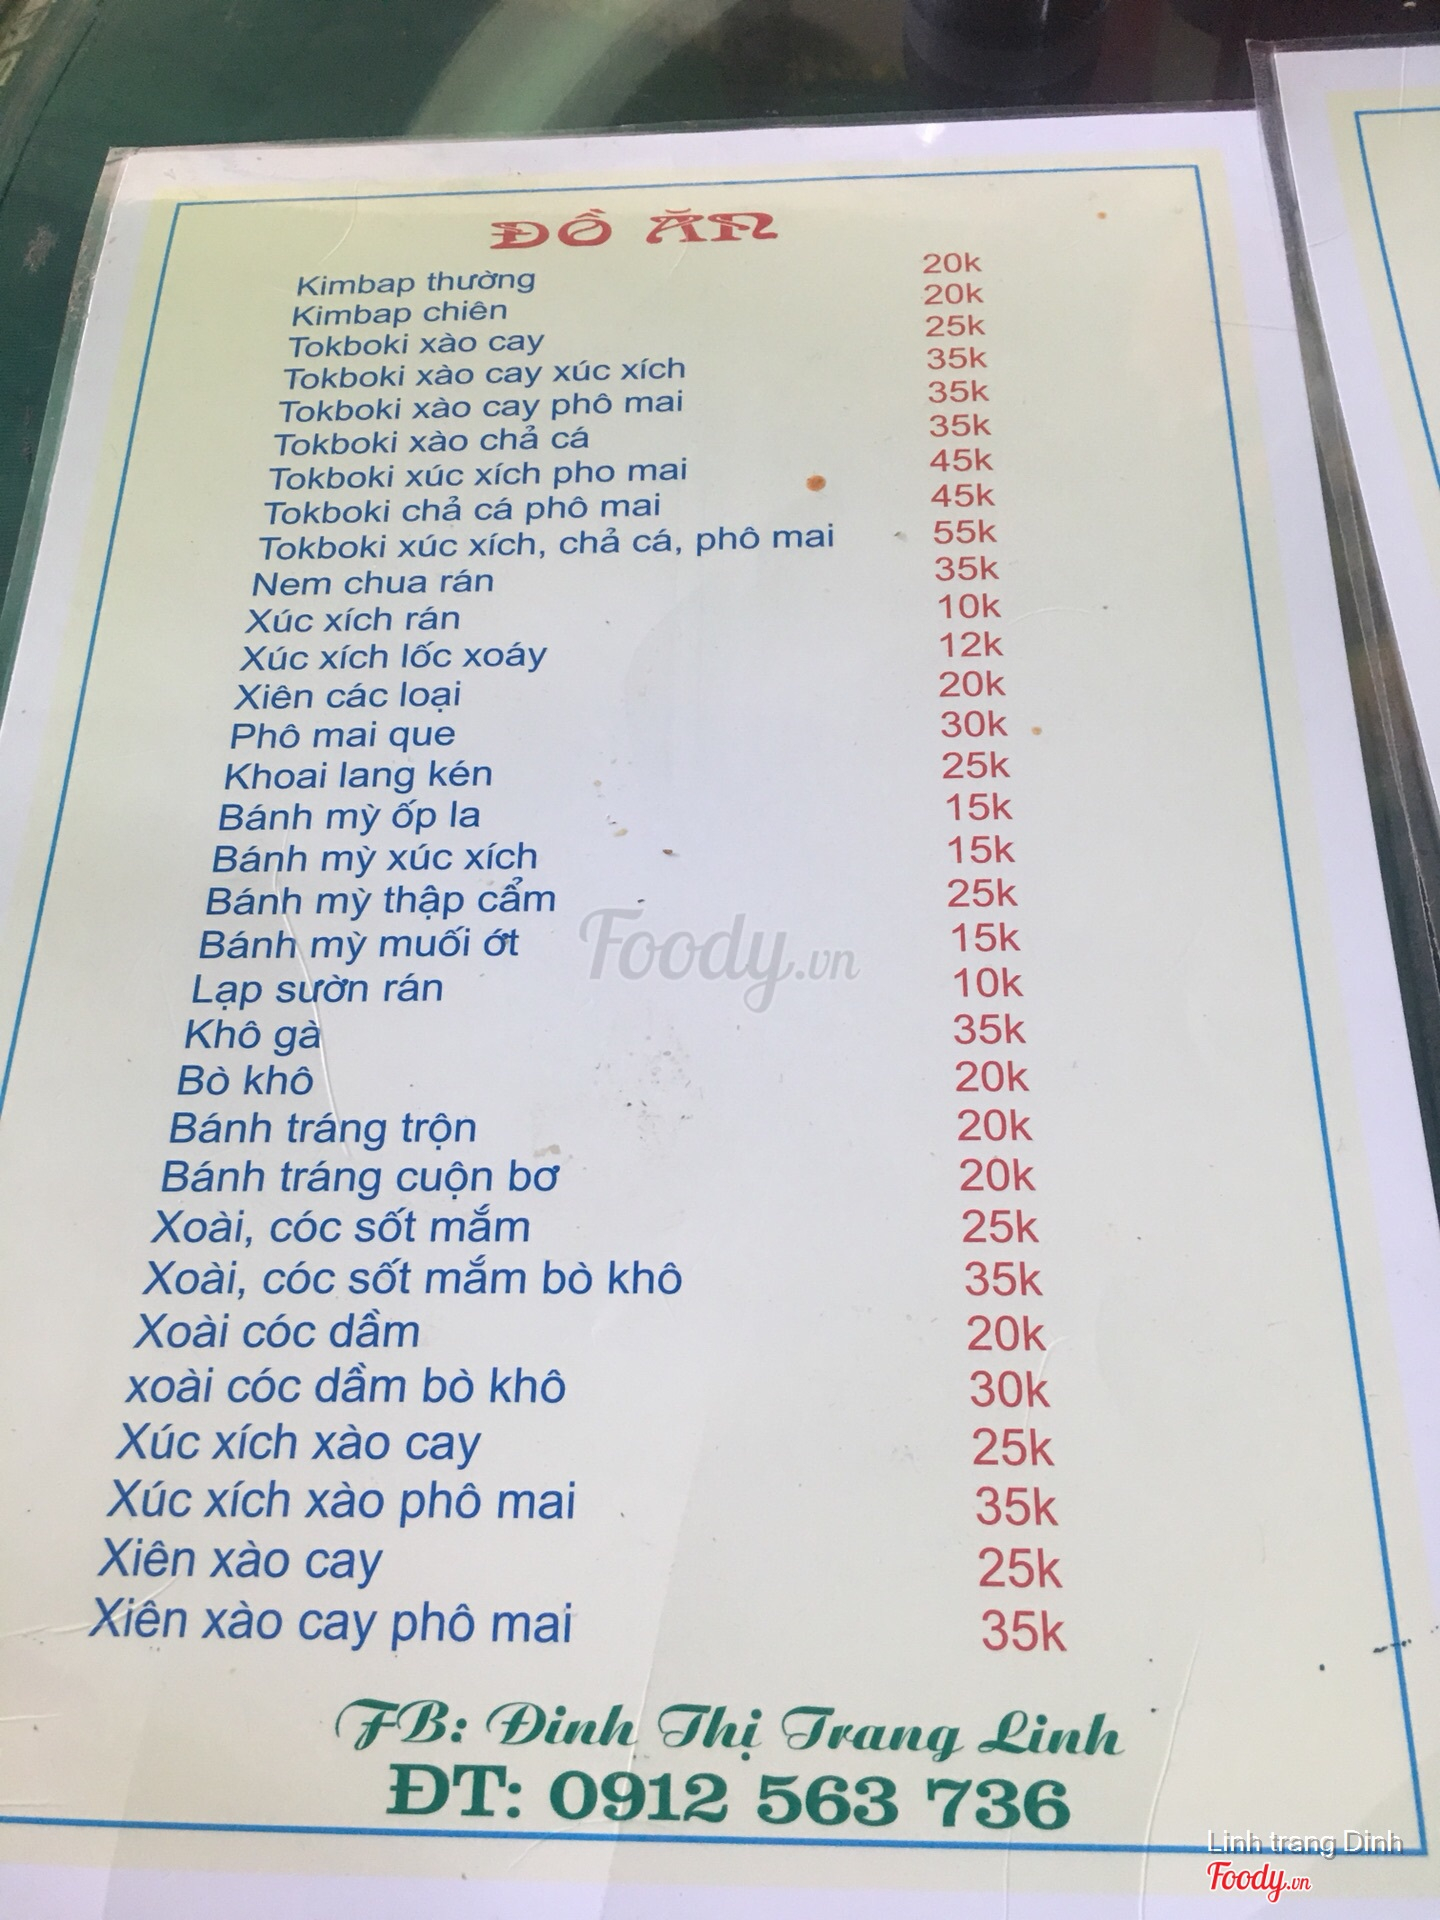 ĐỒ ĂN
Kimbap thường 20k
Kimbap chiên 20k
Tokboki xào cay 25k
Tokboki xào cay xúc xích 35k
Tokboki xào cay phô mai 35k
Tokboki xào chả cá 35k
Tokboki xúc xích pho mai 45k
Tokboki chả cá phô mai 45k
Tokboki xúc xích, chả cá, phô mai 55k
Nem chua rán 35k
Xúc xích rán 10k
Xúc xích lốc xoáy 12k
Xiên các loại 20k
Phô mai que 30k
Khoai lang kén 25k
Bánh mỳ ốp la 15k
Bánh mỳ xúc xích 15k
Bánh mỳ thập cẩm 25k
Bánh mỳ muối ớt 15k
Lạp sườn rán 10k
Khô gà 35k
Bò khô 20k
Bánh tráng trộn 20k
Bánh tráng cuộn bơ 20k
Xoài, cóc sốt mắm 25k
Xoài, cóc sốt mắm bò khô 35k
Xoài cóc dầm 20k
xoài cóc dầm bò khô 30k
Xúc xích xào cay 25k
Xúc xích xào phô mai 35k
Xiên xào cay 25k
Xiên xào cay phô mai 35k
FB: Đinh Thị Trang Linh
ĐT: 0912 563 736
Foody.vn
Linh trang Dinh
Foody.vn